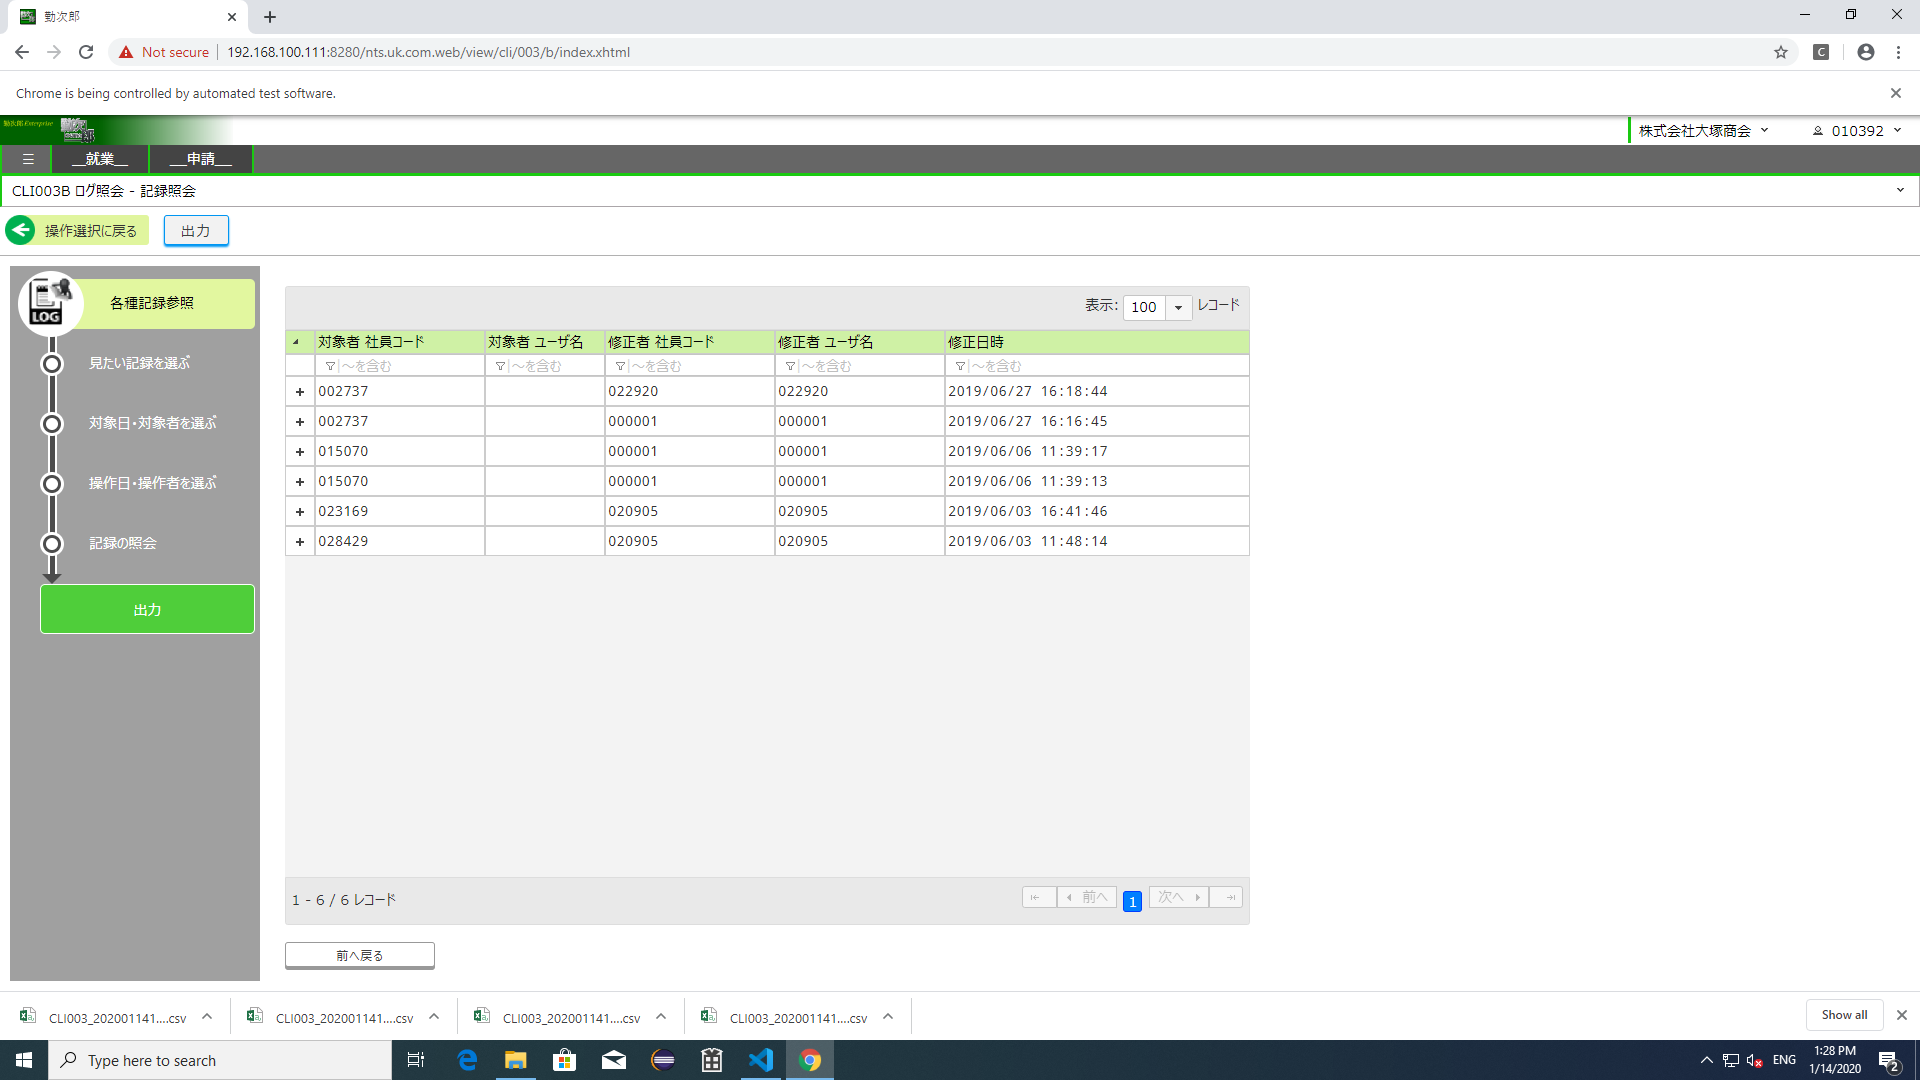 勤次郎
Not secure 192.168.100.111:8280/nts.uk.com.web/view/cli/003/b/index.xhtml
Chrome is being controlled by automated test software.
勤次郎 Enterprise
株式会社大塚商会 010392
__就業__ __申請__
CLI003B ログ照会 - 記録照会
操作選択に戻る 出力
LOG
各種記録参照
見たい記録を選ぶ
対象日・対象者を選ぶ
操作日・操作者を選ぶ
記録の照会
出力
表示: 100 レコード
対象者 社員コード 対象者 ユーザ名 修正者 社員コード 修正者 ユーザ名 修正日時
～を含む ～を含む ～を含む ～を含む ～を含む
+ 002737 022920 022920 2019/06/27 16:18:44
+ 002737 000001 000001 2019/06/27 16:16:45
+ 015070 000001 000001 2019/06/06 11:39:17
+ 015070 000001 000001 2019/06/06 11:39:13
+ 023169 020905 020905 2019/06/03 16:41:46
+ 028429 020905 020905 2019/06/03 11:48:14
1 - 6 / 6 レコード 前へ 1 次へ
前へ戻る
CLI003_202001141....csv CLI003_202001141....csv CLI003_202001141....csv CLI003_202001141....csv Show all
Type here to search
ENG 1:28 PM
1/14/2020
2